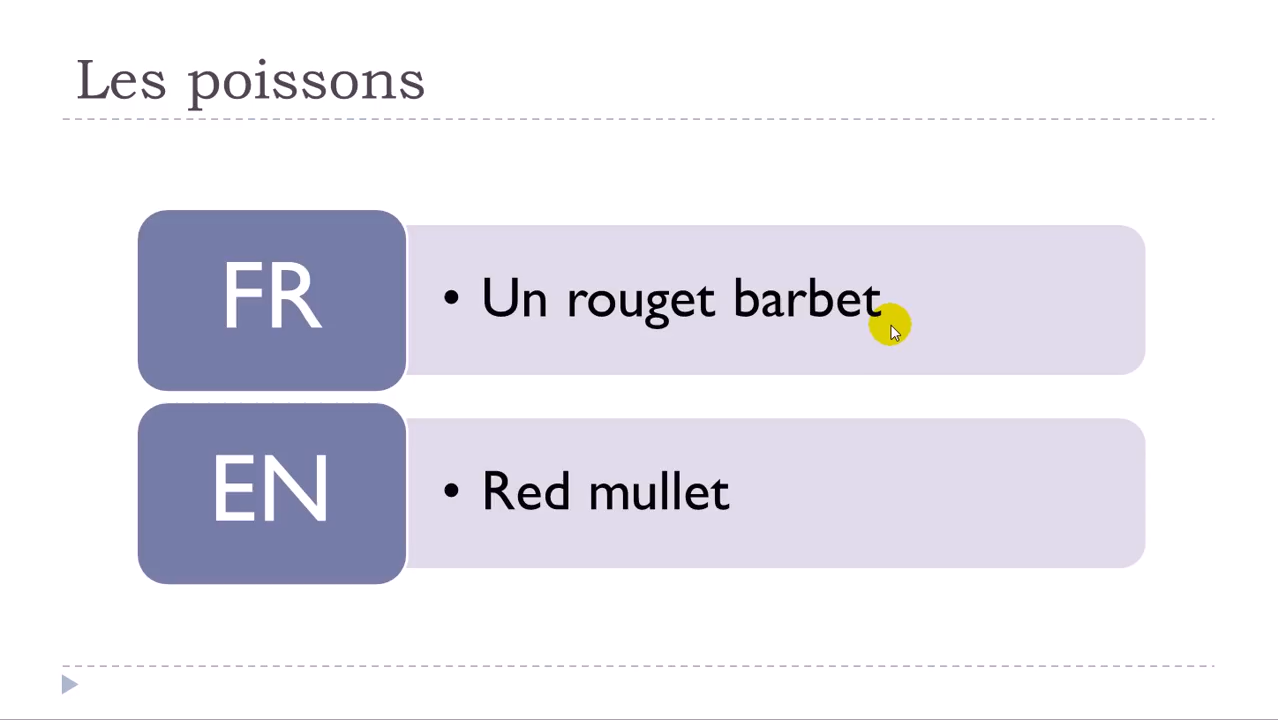 Les poissons
FR
• Un rouget barbet
EN
• Red mullet